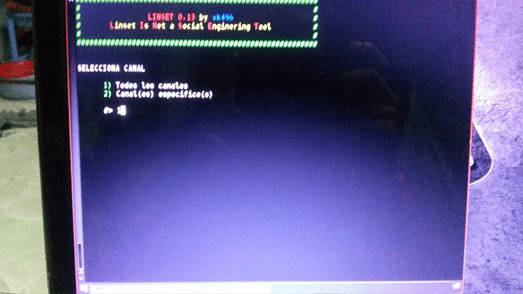 LINSET 0.13 by vk496
Linset Is Not a Social Enginering Tool
SELECCIONA CANAL
1) Todos los canales
2) Canal(es) específico(s)
#> 1